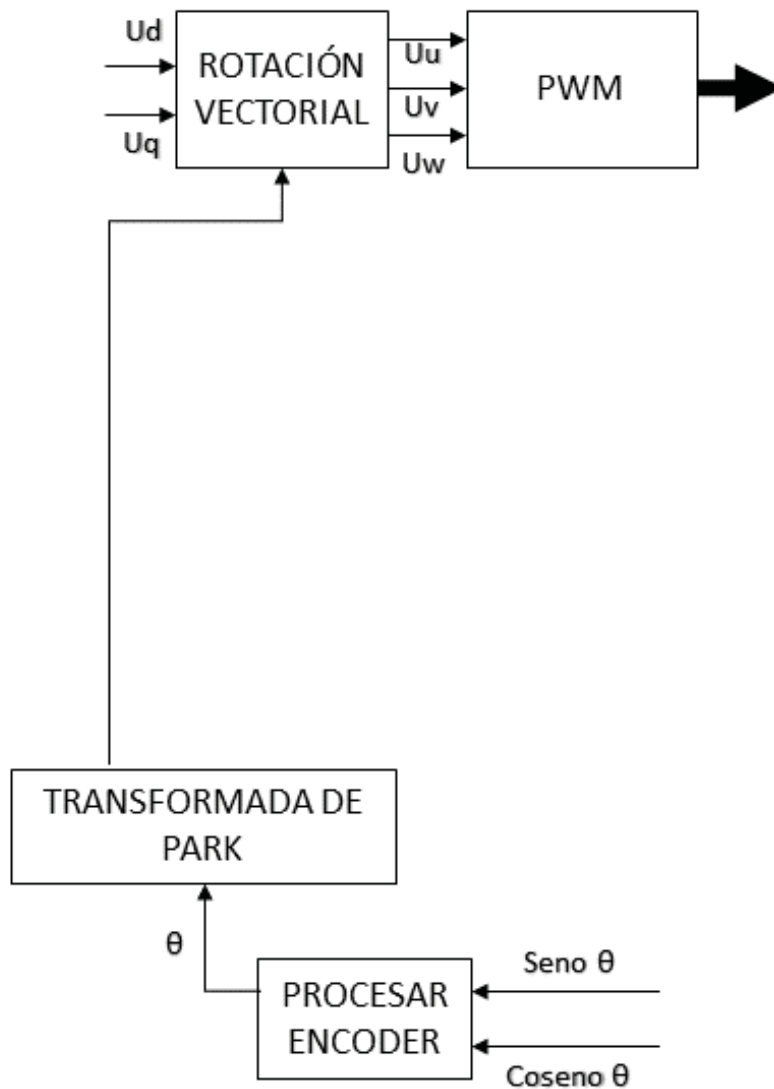 Ud
Uq
ROTACIÓN
VECTORIAL
Uu
Uv
Uw
PWM
TRANSFORMADA DE
PARK
θ
PROCESAR
ENCODER
Seno θ
Coseno θ